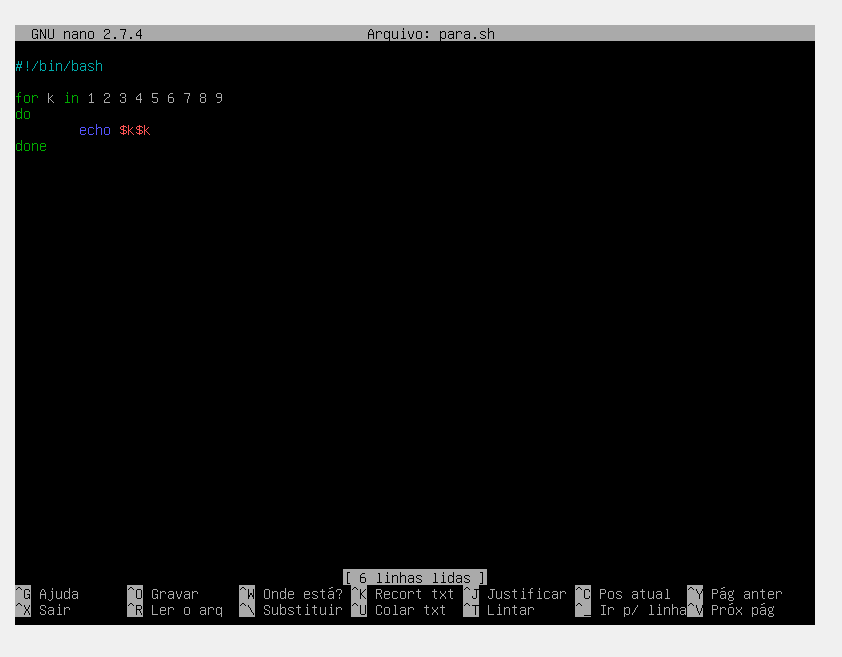 GNU nano 2.7.4 Arquivo: para.sh
#!/bin/bash
for k in 1 2 3 4 5 6 7 8 9
do
echo $k$k
done
[ 6 linhas lidas ]
^G Ajuda ^O Gravar ^W Onde está? ^K Recort txt ^J Justificar ^C Pos atual ^Y Pág anter
^X Sair ^R Ler o arq ^\ Substituir ^U Colar txt ^T Lintar ^_ Ir p/ linha ^V Próx pág